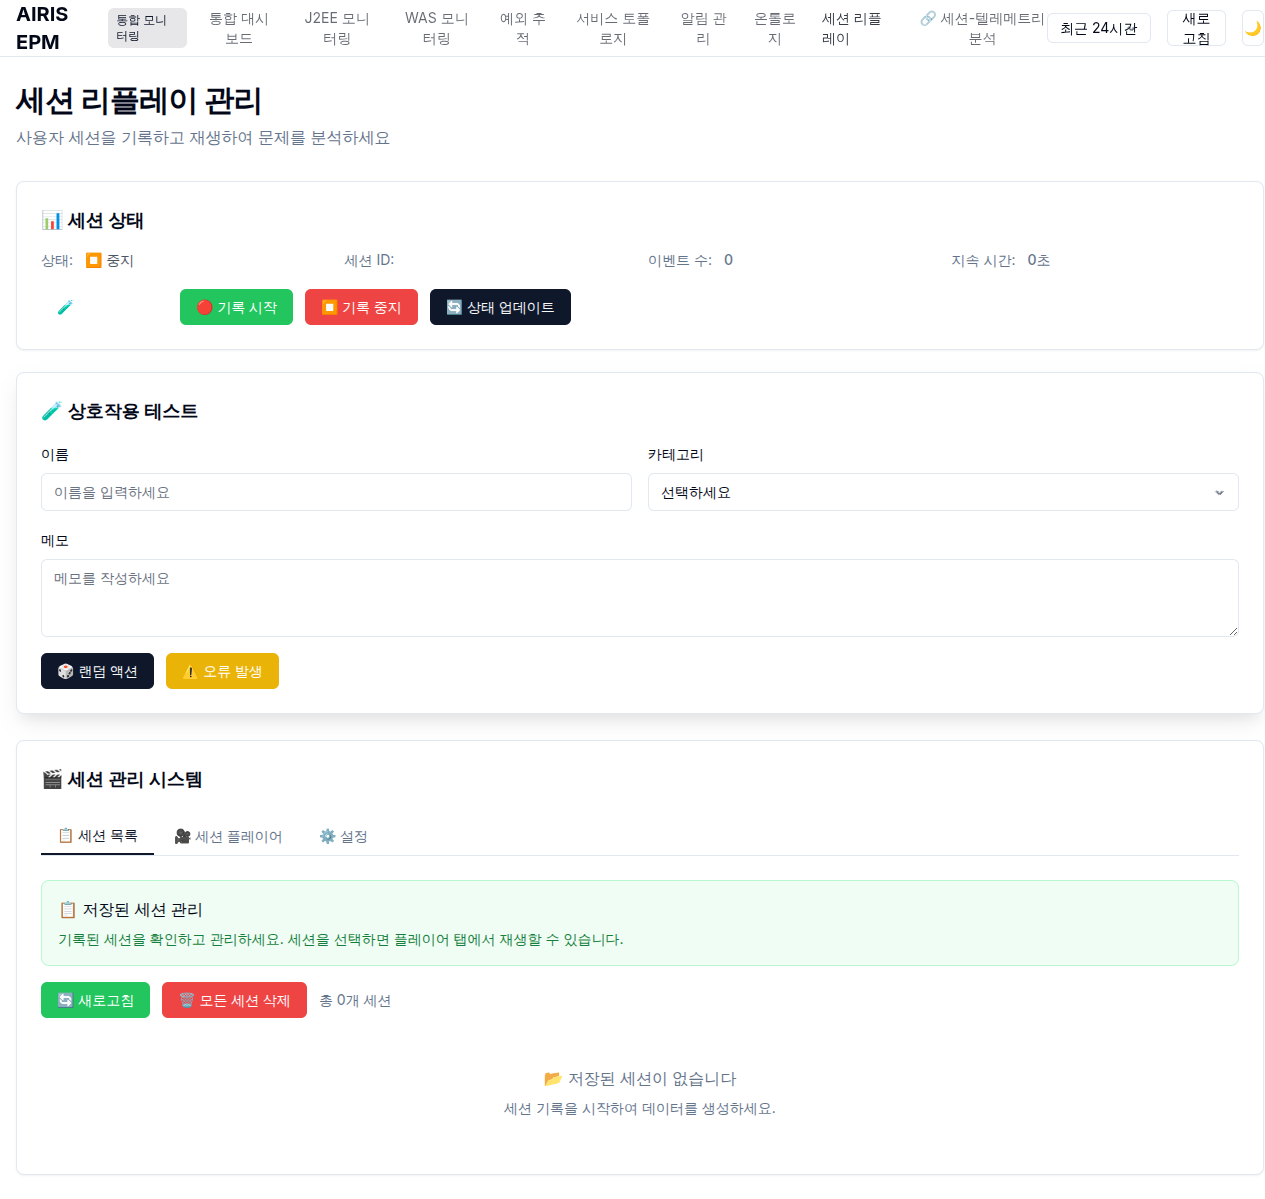 AIRIS
EPM
통합 모니
터링
통합 대시
보드
J2EE 모니
터링
WAS 모니
터링
예외 추
적
서비스 토폴
로지
알림 관
리
온톨로
지
세션 리플
레이
🔗 세션-텔레메트리
분석
최근 24시간
새로
고침
🌙
세션 리플레이 관리
사용자 세션을 기록하고 재생하여 문제를 분석하세요
📊 세션 상태
상태: ⏹️ 중지
세션 ID:
이벤트 수: 0
지속 시간: 0초
🧪
🔴 기록 시작
⏹️ 기록 중지
🔄 상태 업데이트
🧪 상호작용 테스트
이름
카테고리
이름을 입력하세요
선택하세요
메모
메모를 작성하세요
🎲 랜덤 액션
⚠️ 오류 발생
🎬 세션 관리 시스템
📋 세션 목록
🎥 세션 플레이어
⚙️ 설정
📋 저장된 세션 관리
기록된 세션을 확인하고 관리하세요. 세션을 선택하면 플레이어 탭에서 재생할 수 있습니다.
🔄 새로고침
🗑️ 모든 세션 삭제
총 0개 세션
📂 저장된 세션이 없습니다
세션 기록을 시작하여 데이터를 생성하세요.